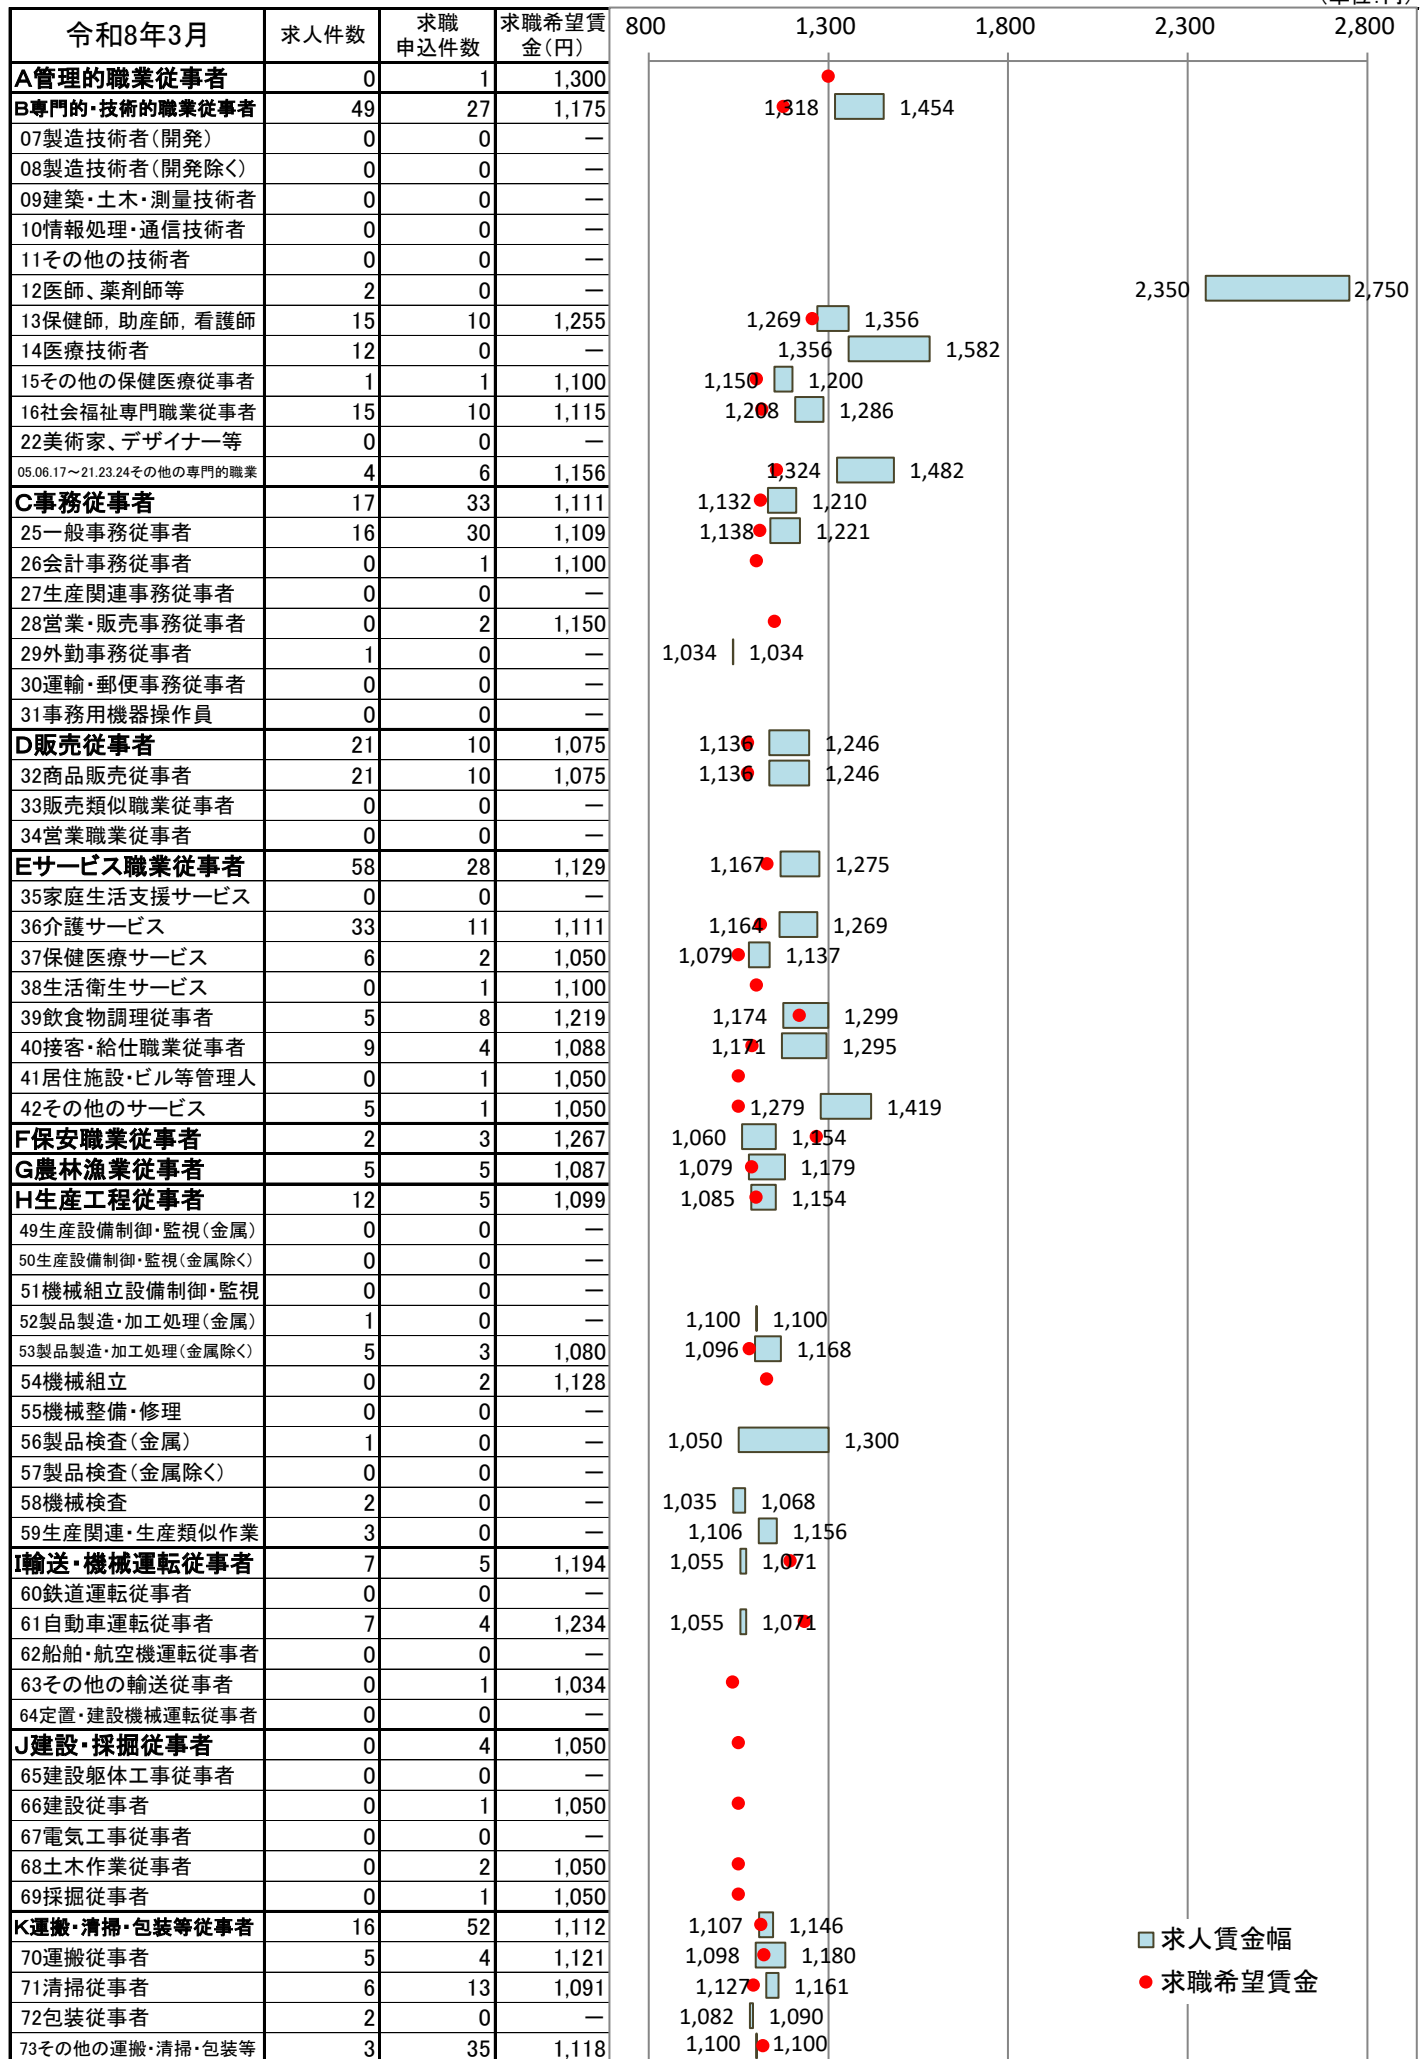 (単位:円)
令和8年3月 求人件数 求職申込件数 求職希望賃金(円) 800 1,300 1,800 2,300 2,800
A管理的職業従事者 0 1 1,300
B専門的・技術的職業従事者 49 27 1,175 1,318 1,454
07製造技術者(開発) 0 0 ―
08製造技術者(開発除く) 0 0 ―
09建築・土木・測量技術者 0 0 ―
10情報処理・通信技術者 0 0 ―
11その他の技術者 0 0 ―
12医師、薬剤師等 2 0 ― 2,350 2,750
13保健師, 助産師, 看護師 15 10 1,255 1,269 1,356
14医療技術者 12 0 ― 1,356 1,582
15その他の保健医療従事者 1 1 1,100 1,150 1,200
16社会福祉専門職業従事者 15 10 1,115 1,208 1,286
22美術家、デザイナー等 0 0 ―
05.06.17～21.23.24その他の専門的職業 4 6 1,156 1,324 1,482
C事務従事者 17 33 1,111 1,132 1,210
25一般事務従事者 16 30 1,109 1,138 1,221
26会計事務従事者 0 1 1,100
27生産関連事務従事者 0 0 ―
28営業・販売事務従事者 0 2 1,150
29外勤事務従事者 1 0 ― 1,034 1,034
30運輸・郵便事務従事者 0 0 ―
31事務用機器操作員 0 0 ―
D販売従事者 21 10 1,075 1,136 1,246
32商品販売従事者 21 10 1,075 1,136 1,246
33販売類似職業従事者 0 0 ―
34営業職業従事者 0 0 ―
Eサービス職業従事者 58 28 1,129 1,167 1,275
35家庭生活支援サービス 0 0 ―
36介護サービス 33 11 1,111 1,164 1,269
37保健医療サービス 6 2 1,050 1,079 1,137
38生活衛生サービス 0 1 1,100
39飲食物調理従事者 5 8 1,219 1,174 1,299
40接客・給仕職業従事者 9 4 1,088 1,171 1,295
41居住施設・ビル等管理人 0 1 1,050
42その他のサービス 5 1 1,050 1,279 1,419
F保安職業従事者 2 3 1,267 1,060 1,154
G農林漁業従事者 5 5 1,087 1,079 1,179
H生産工程従事者 12 5 1,099 1,085 1,154
49生産設備制御・監視(金属) 0 0 ―
50生産設備制御・監視(金属除く) 0 0 ―
51機械組立設備制御・監視 0 0 ―
52製品製造・加工処理(金属) 1 0 ― 1,100 1,100
53製品製造・加工処理(金属除く) 5 3 1,080 1,096 1,168
54機械組立 0 2 1,128
55機械整備・修理 0 0 ―
56製品検査(金属) 1 0 ― 1,050 1,300
57製品検査(金属除く) 0 0 ―
58機械検査 2 0 ― 1,035 1,068
59生産関連・生産類似作業 3 0 ― 1,106 1,156
I輸送・機械運転従事者 7 5 1,194 1,055 1,071
60鉄道運転従事者 0 0 ―
61自動車運転従事者 7 4 1,234 1,055 1,071
62船舶・航空機運転従事者 0 0 ―
63その他の輸送従事者 0 1 1,034
64定置・建設機械運転従事者 0 0 ―
J建設・採掘従事者 0 4 1,050
65建設躯体工事従事者 0 0 ―
66建設従事者 0 1 1,050
67電気工事従事者 0 0 ―
68土木作業従事者 0 2 1,050
69採掘従事者 0 1 1,050
K運搬・清掃・包装等従事者 16 52 1,112 1,107 1,146
70運搬従事者 5 4 1,121 1,098 1,180
71清掃従事者 6 13 1,091 1,127 1,161
72包装従事者 2 0 ― 1,082 1,090
73その他の運搬・清掃・包装等 3 35 1,118 1,100 1,100
求人賃金幅
求職希望賃金